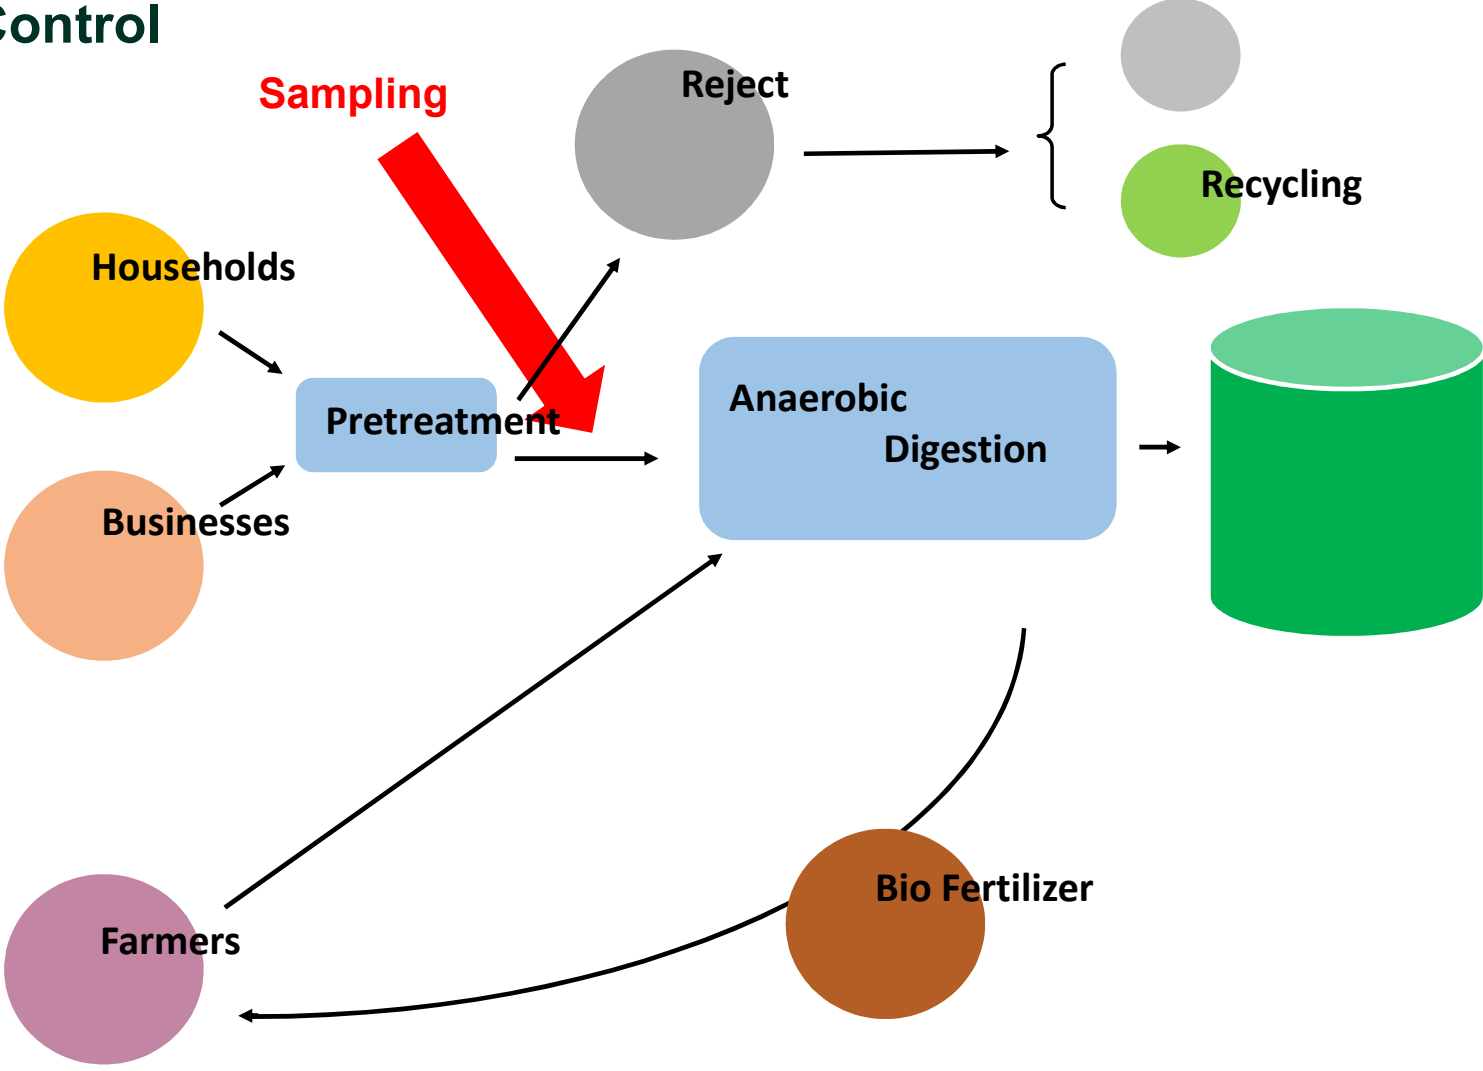 Control
Sampling
Reject
Recycling
Households
Pretreatment
Anaerobic
Digestion
Businesses
Bio Fertilizer
Farmers